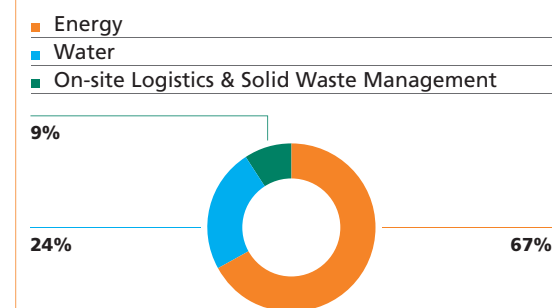 Energy
Water
On-site Logistics & Solid Waste Management
9%
24%
67%